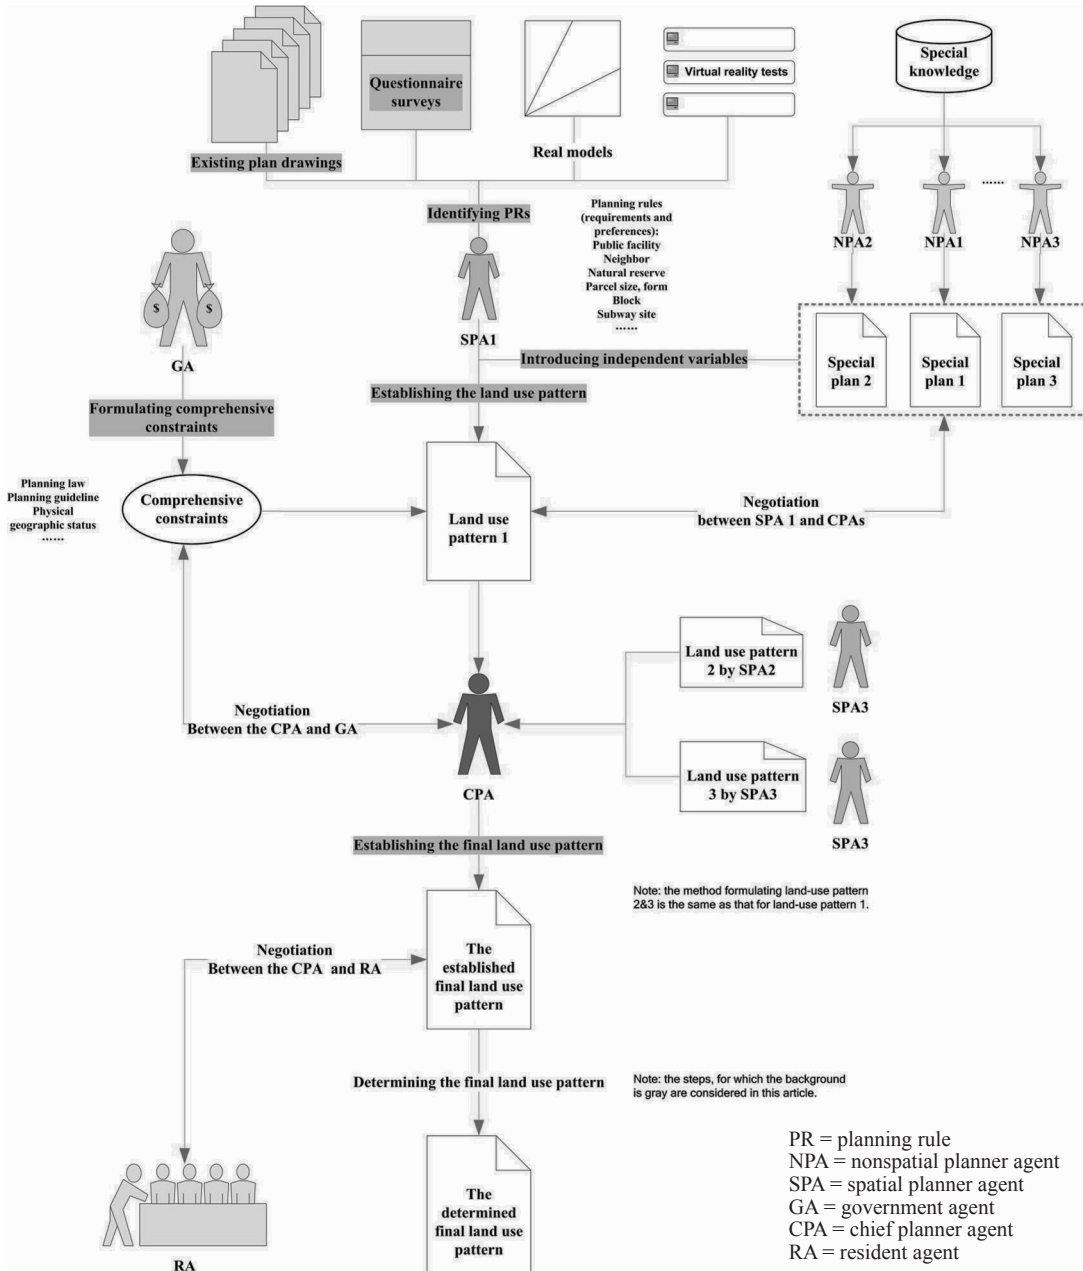 Existing plan drawings
Questionnaire
surveys
Real models
Virtual reality tests
Special
knowledge
Identifying PRs
Planning rules
(requirements and
preferences):
Public facility
Neighbor
Natural reserve
Parcel size, form
Block
Subway site
......
NPA2
NPA1
......
NPA3
$
$
GA
SPA1
Introducing independent variables
Special
plan 2
Special
plan 1
Special
plan 3
Establishing the land use pattern
Formulating comprehensive
constraints
Planning law
Planning guideline
Physical
geographic status
......
Comprehensive
constraints
Land use
pattern 1
Negotiation
between SPA 1 and CPAs
Land use pattern
2 by SPA2
SPA3
Negotiation
Between the CPA and GA
CPA
Land use pattern
3 by SPA3
SPA3
Establishing the final land use pattern
Note: the method formulating land-use pattern
2&3 is the same as that for land-use pattern 1.
Negotiation
Between the CPA and RA
The
established
final land use
pattern
Determining the final land use pattern
Note: the steps, for which the background
is gray are considered in this article.
The
determined
final land use
pattern
RA
PR = planning rule
NPA = nonspatial planner agent
SPA = spatial planner agent
GA = government agent
CPA = chief planner agent
RA = resident agent